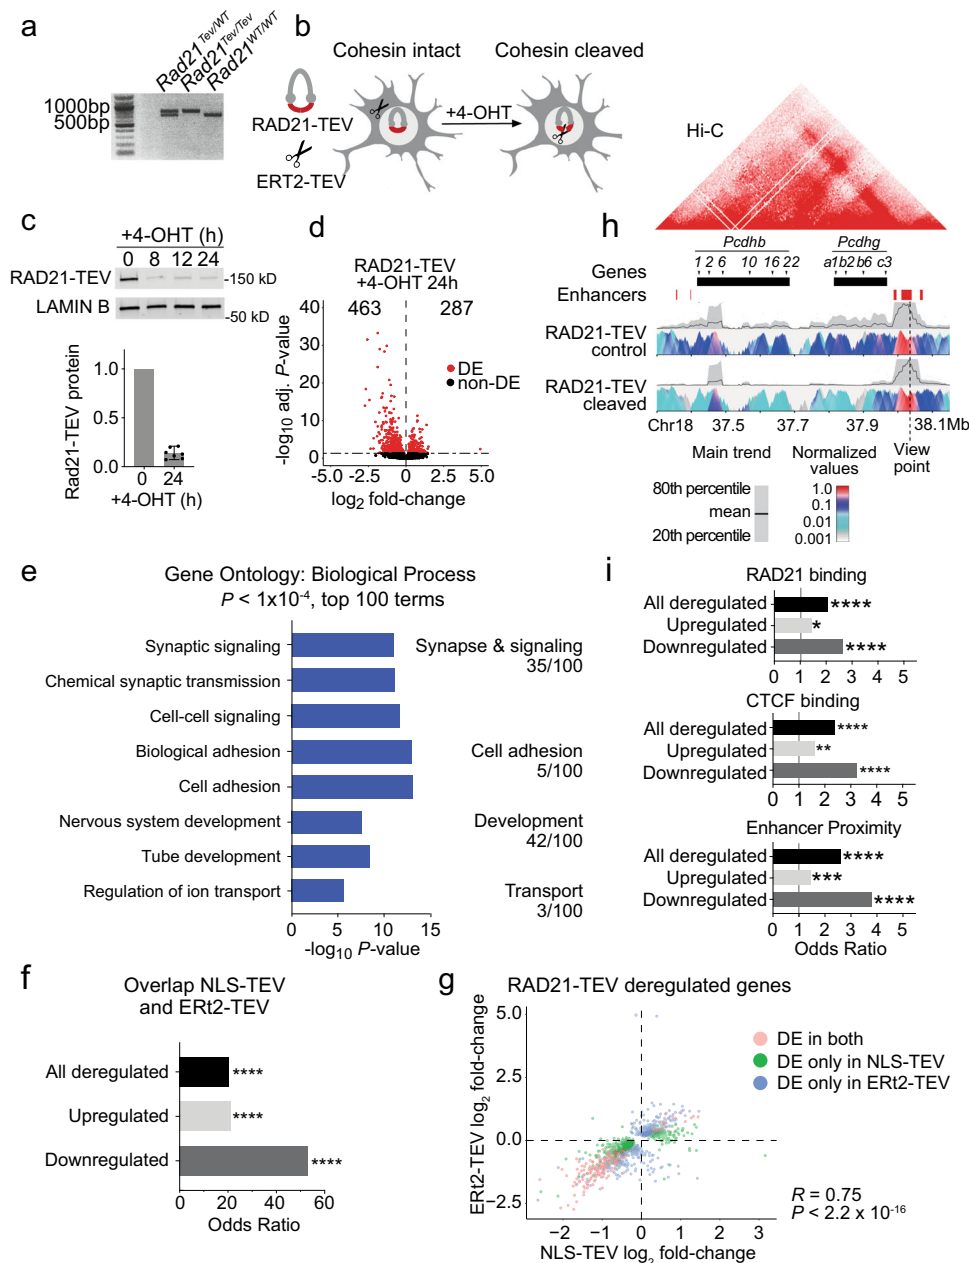 a
Rad21 Tev/WT
Rad21 Tev/Tev
Rad21 WT/WT
1000bp
500bp
b
Cohesin intact
Cohesin cleaved
RAD21-TEV
ERT2-TEV
+4-OHT
Hi-C
c
+4-OHT (h)
0 8 12 24
RAD21-TEV
-150 kD
LAMIN B
-50 kD
Rad21-TEV protein
1.0
0.5
0.0
0 24
+4-OHT (h)
d
RAD21-TEV
+4-OHT 24h
463 287
-log10 adj. P-value
40
30
20
10
0
DE
non-DE
-5.0 -2.5 0 2.5 5.0
log2 fold-change
h
Pcdhb
Pcdhg
1 2 6 10 16 22
a1b2b6 c3
Genes
Enhancers
RAD21-TEV
control
RAD21-TEV
cleaved
Chr18 37.5 37.7 37.9 38.1Mb
Main trend
Normalized
values
View
point
80th percentile
mean
20th percentile
1.0
0.1
0.01
0.001
e
Gene Ontology: Biological Process
P < 1x10-4, top 100 terms
Synaptic signaling
Chemical synaptic transmission
Cell-cell signaling
Biological adhesion
Cell adhesion
Nervous system development
Tube development
Regulation of ion transport
0 5 10 15
-log10 P-value
Synapse & signaling
35/100
Cell adhesion
5/100
Development
42/100
Transport
3/100
i
RAD21 binding
All deregulated ****
Upregulated *
Downregulated ****
0 1 2 3 4 5
CTCF binding
All deregulated ****
Upregulated **
Downregulated ****
0 1 2 3 4 5
Enhancer Proximity
All deregulated ****
Upregulated ***
Downregulated ****
0 1 2 3 4 5
Odds Ratio
f
Overlap NLS-TEV
and ERt2-TEV
All deregulated ****
Upregulated ****
Downregulated ****
0 20 40 60
Odds Ratio
g
RAD21-TEV deregulated genes
ERt2-TEV log2 fold-change
5.0
2.5
0.0
−2.5
DE in both
DE only in NLS-TEV
DE only in ERt2-TEV
R = 0.75
P < 2.2 x 10-16
−2 −1 0 1 2 3
NLS-TEV log2 fold-change